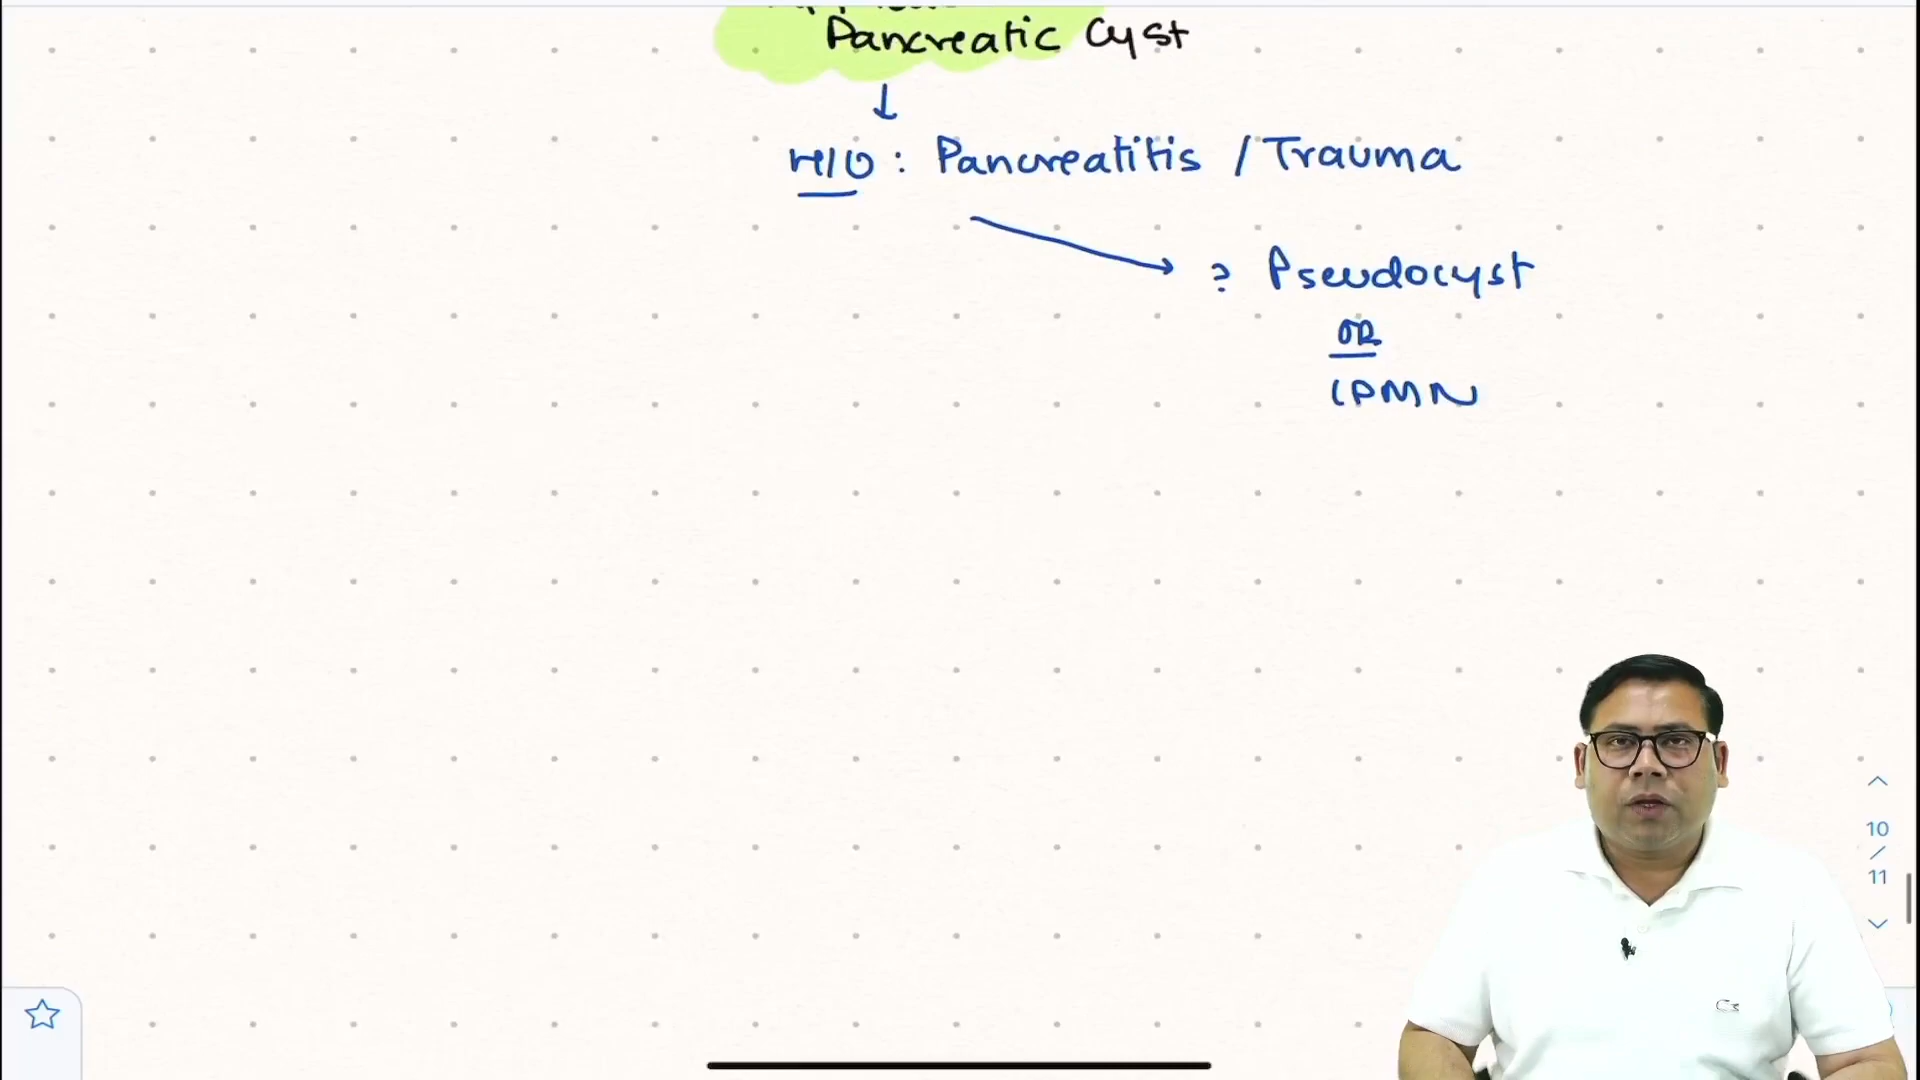 Pancreatic Cyst
↓
H/O : Pancreatitis / Trauma
? Pseudocyst
OR
IPMN
10
/
11